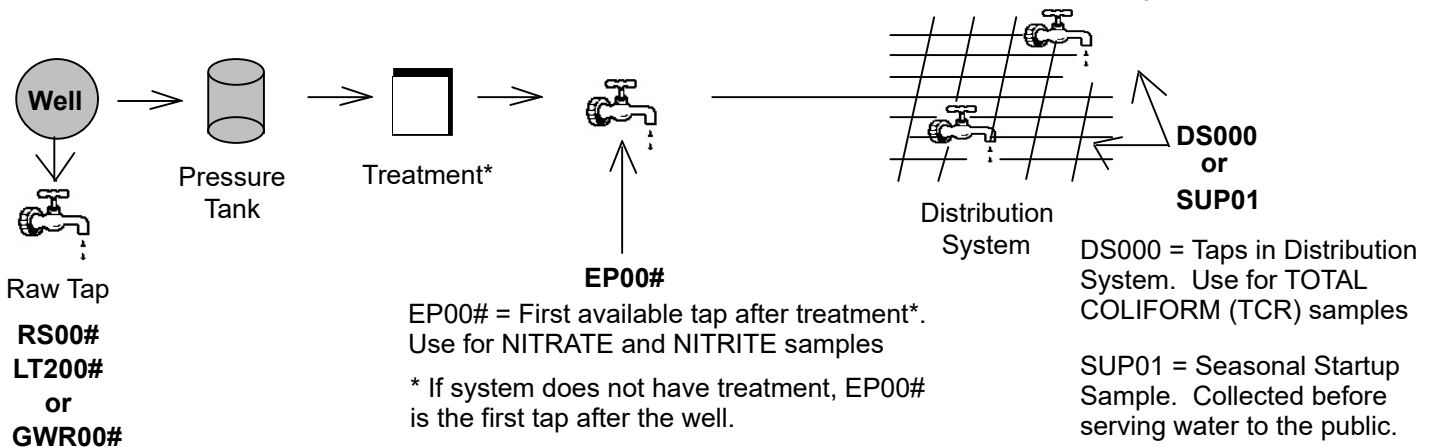 Well
Pressure
Tank
Treatment*
Raw Tap
RS00#
LT200#
or
GWR00#
EP00#
EP00# = First available tap after treatment*.
Use for NITRATE and NITRITE samples
* If system does not have treatment, EP00#
is the first tap after the well.
Distribution
System
DS000
or
SUP01
DS000 = Taps in Distribution
System. Use for TOTAL
COLIFORM (TCR) samples
SUP01 = Seasonal Startup
Sample. Collected before
serving water to the public.